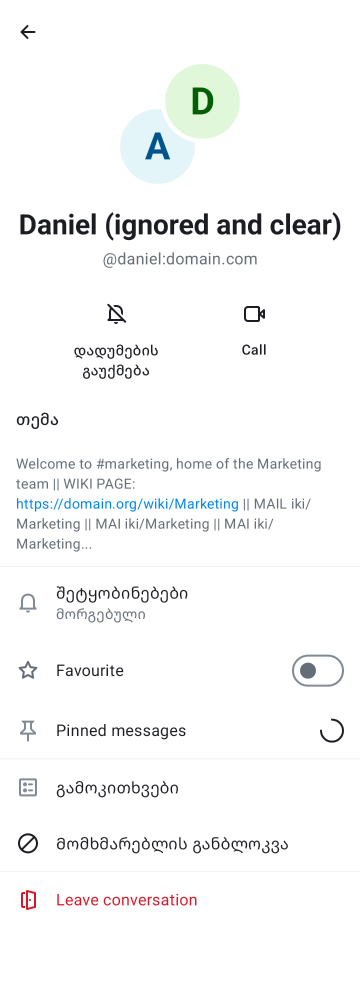 D
A
Daniel (ignored and clear)
@daniel:domain.com
დადუმების
გაუქმება
Call
თემა
Welcome to #marketing, home of the Marketing
team || WIKI PAGE:
https://domain.org/wiki/Marketing || MAIL iki/
Marketing || MAI iki/Marketing || MAI iki/
Marketing...
შეტყობინებები
მორგებული
Favourite
Pinned messages
გამოკითხვები
მომხმარებლის განბლოკვა
Leave conversation